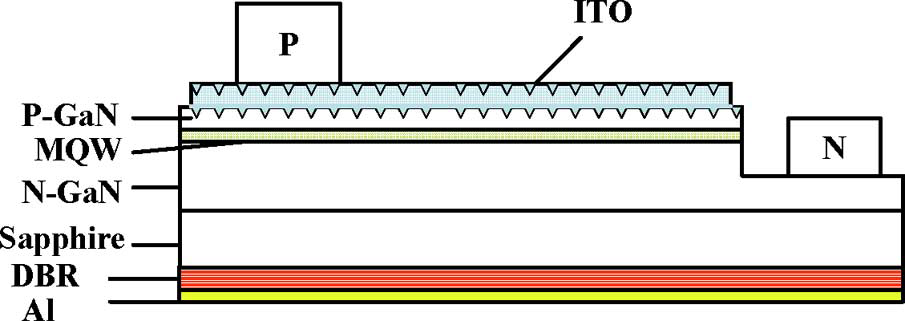 ITO
P
P-GaN
MQW
N
N-GaN
Sapphire
DBR
Al